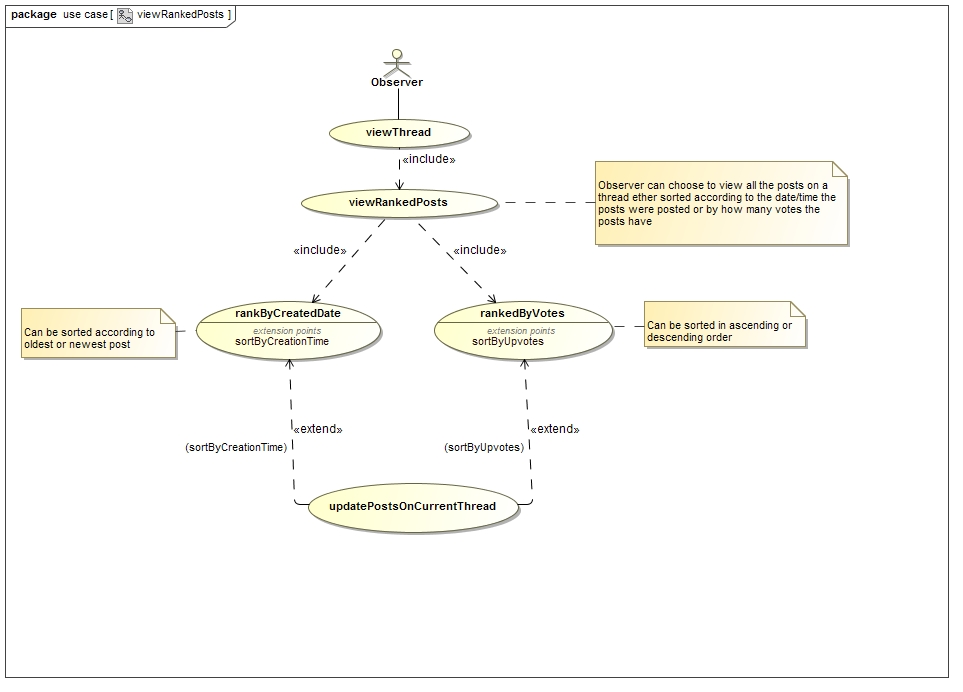 package use case [ viewRankedPosts ]
Observer
viewThread
«include»
viewRankedPosts
Observer can choose to view all the posts on a
thread ether sorted according to the date/time the
posts were posted or by how many votes the
posts have
«include»
«include»
rankByCreatedDate
extension points
sortByCreationTime
rankedByVotes
extension points
sortByUpvotes
Can be sorted according to
oldest or newest post
Can be sorted in ascending or
descending order
«extend»
(sortByCreationTime)
«extend»
(sortByUpvotes)
updatePostsOnCurrentThread